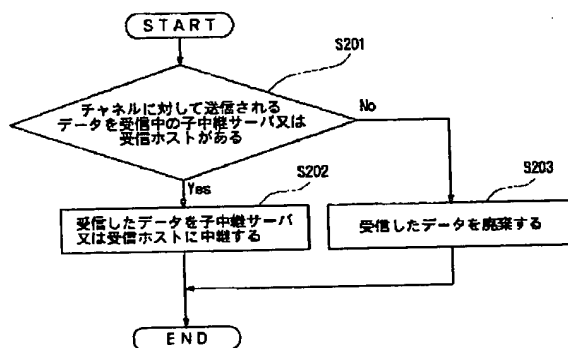 START
S201
チャネルに対して送信される
データを受信中の子中継サーバ又は
受信ホストがある
No
Yes
S202
S203
受信したデータを子中継サーバ
又は受信ホストに中継する
受信したデータを廃棄する
END